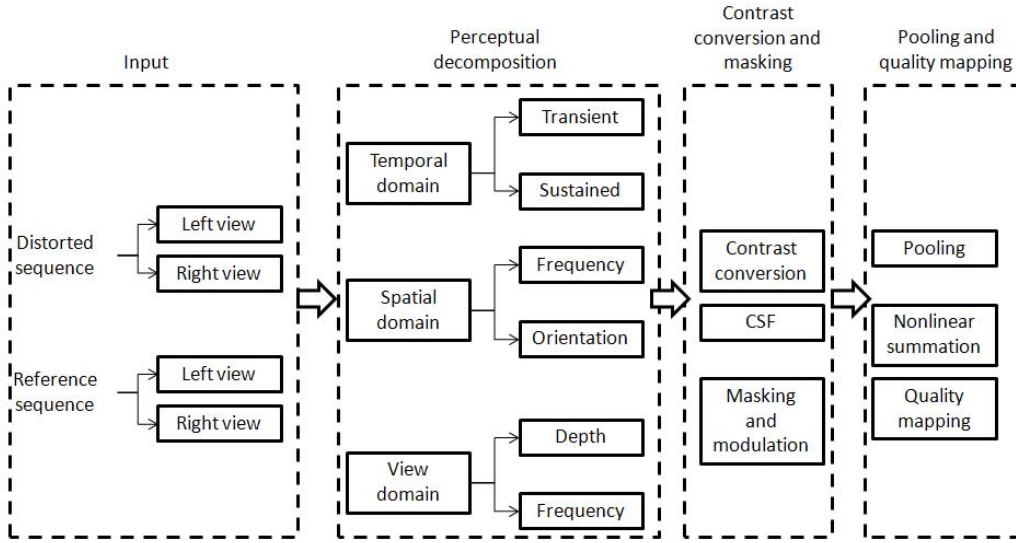 Input
Distorted
sequence
Left view
Right view
Reference
sequence
Left view
Right view
Perceptual
decomposition
Temporal
domain
Transient
Sustained
Spatial
domain
Frequency
Orientation
View
domain
Depth
Frequency
Contrast
conversion and
masking
Contrast
conversion
CSF
Masking
and
modulation
Pooling and
quality mapping
Pooling
Nonlinear
summation
Quality
mapping